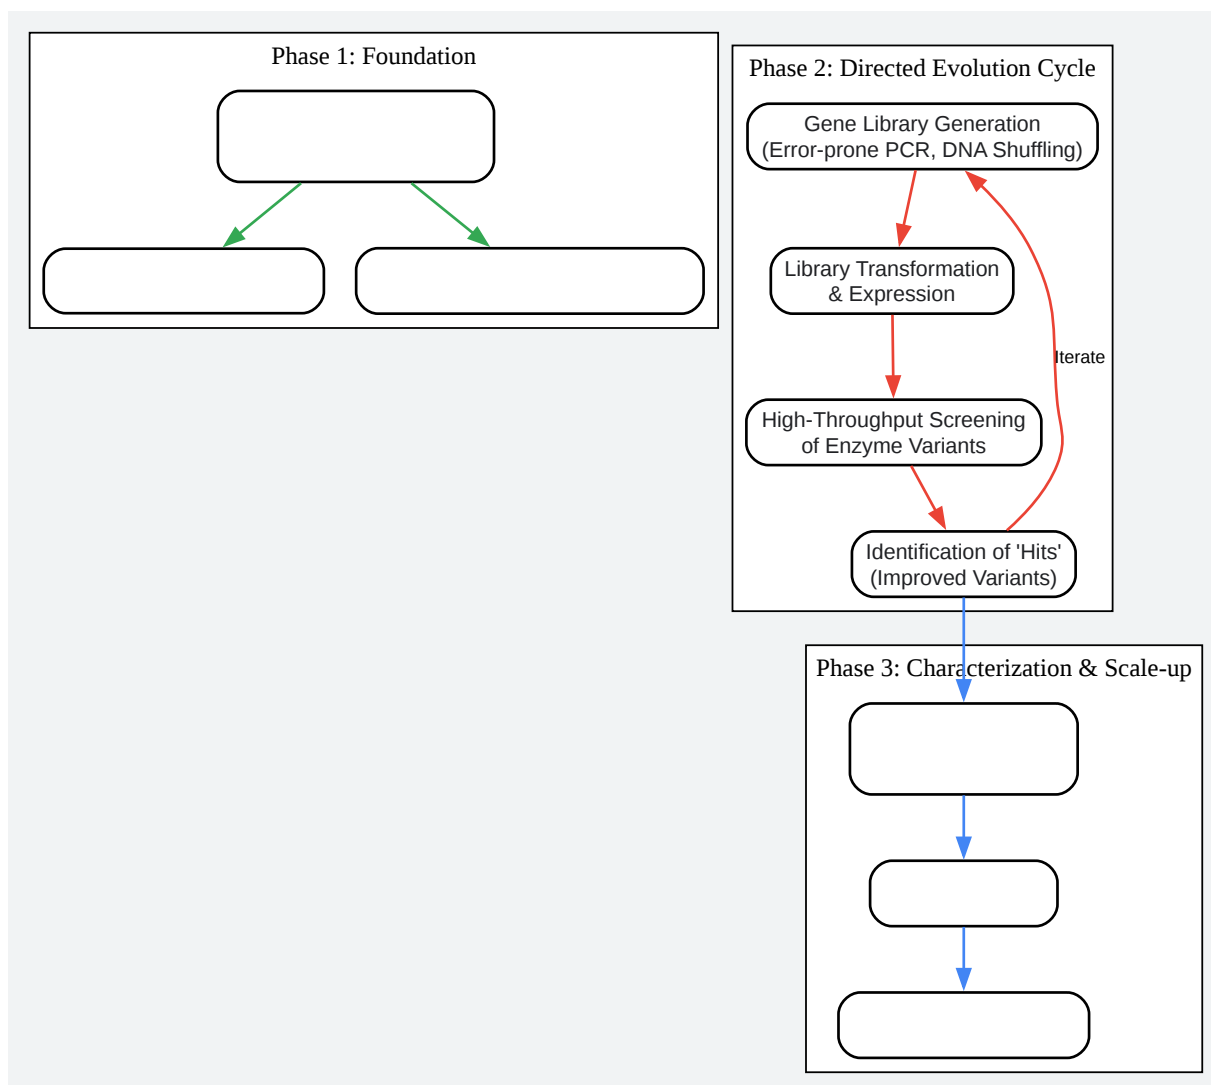 Phase 1: Foundation
Phase 2: Directed Evolution Cycle
Gene Library Generation
(Error-prone PCR, DNA Shuffling)
Library Transformation
& Expression
Iterate
High-Throughput Screening
of Enzyme Variants
Identification of 'Hits'
(Improved Variants)
Phase 3: Characterization & Scale-up